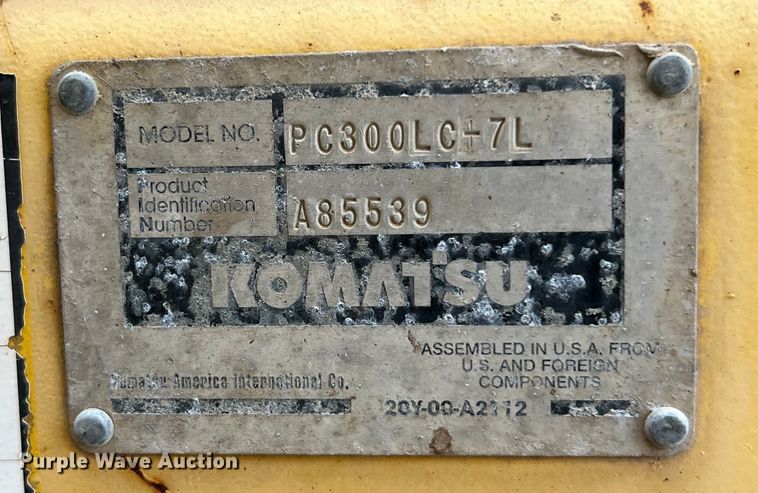 MODEL NO. PC300LC-7L
Product
Identification
Number A85539
KOMATSU
ASSEMBLED IN U.S.A. FROM
U.S. AND FOREIGN
COMPONENTS
Komatsu America International Co.
20Y-00-A2112
Purple Wave Auction